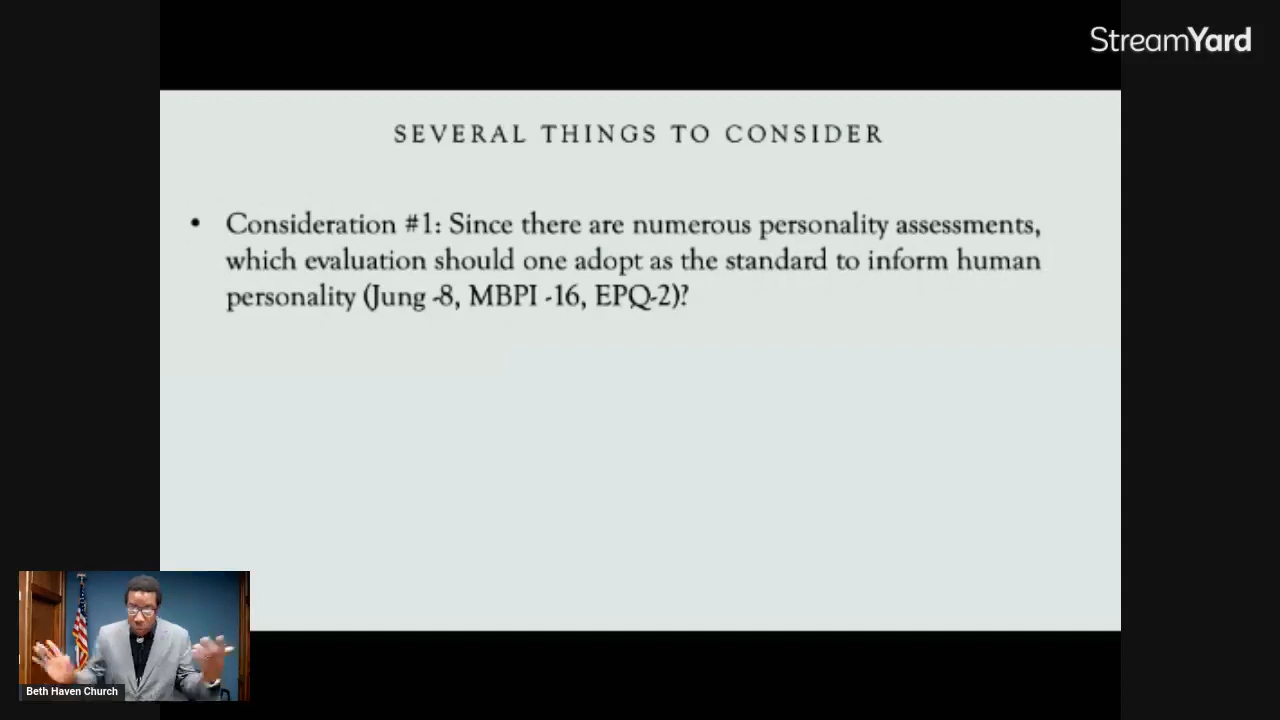 StreamYard
SEVERAL THINGS TO CONSIDER
• Consideration #1: Since there are numerous personality assessments,
which evaluation should one adopt as the standard to inform human
personality (Jung -8, MBPI -16, EPQ-2)?
Beth Haven Church